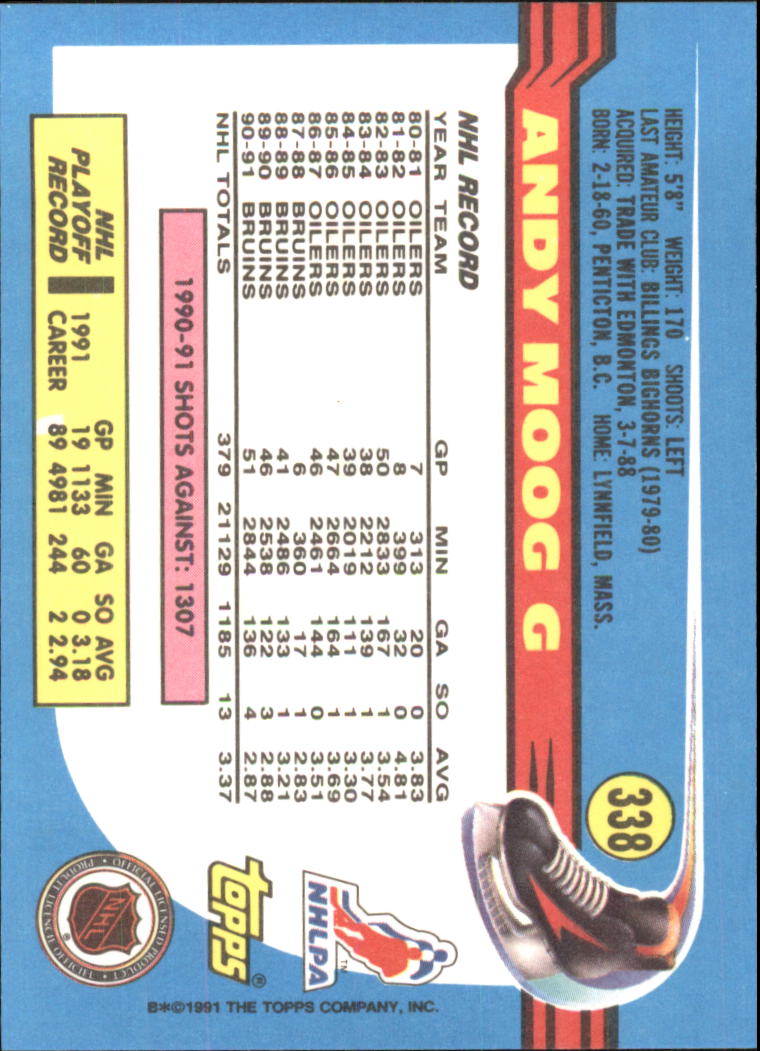 338
HEIGHT: 5'8" WEIGHT: 170 SHOOTS: LEFT
LAST AMATEUR CLUB: BILLINGS BIGHORNS (1979-80)
ACQUIRED: TRADE WITH EDMONTON, 3-7-88
BORN: 2-18-60, PENTICTON, B.C. HOME: LYNNFIELD, MASS.
ANDY MOOG G
NHL RECORD
YEAR TEAM GP MIN GA SO AVG
80-81 OILERS 7 313 20 0 3.83
81-82 OILERS 8 399 32 0 4.81
82-83 OILERS 50 2833 167 1 3.54
83-84 OILERS 38 2212 139 1 3.77
84-85 OILERS 39 2019 111 1 3.30
85-86 OILERS 47 2664 164 1 3.69
86-87 OILERS 46 2461 144 0 3.51
87-88 BRUINS 6 360 17 1 2.83
88-89 BRUINS 41 2486 133 1 3.21
89-90 BRUINS 46 2538 122 3 2.88
90-91 BRUINS 51 2844 136 4 2.87
NHL TOTALS 379 21129 1185 13 3.37
1990-91 SHOTS AGAINST: 1307
NHL PLAYOFF RECORD
GP MIN GA SO AVG
1991 19 1133 60 0 3.18
CAREER 89 4981 244 2 2.94
NHLPA™
TOPPS®
OFFICIAL LICENSED PRODUCT • PRODUIT LICENCIÉ OFFICIEL •
NHL
®
B*©1991 THE TOPPS COMPANY, INC.